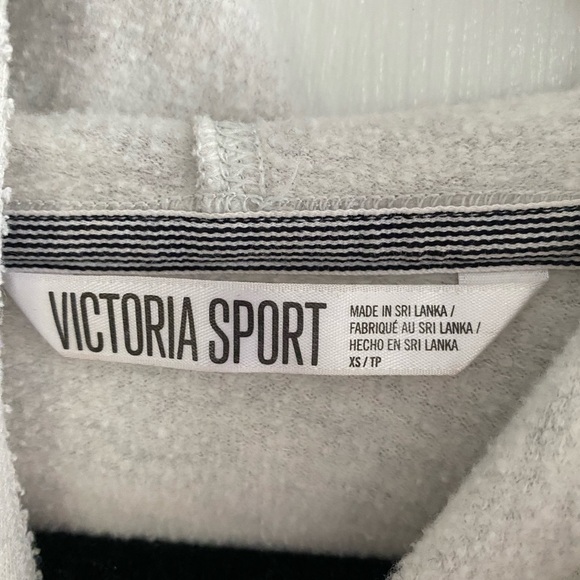 VICTORIA SPORT
MADE IN SRI LANKA /
FABRIQUÉ AU SRI LANKA /
HECHO EN SRI LANKA
XS / TP